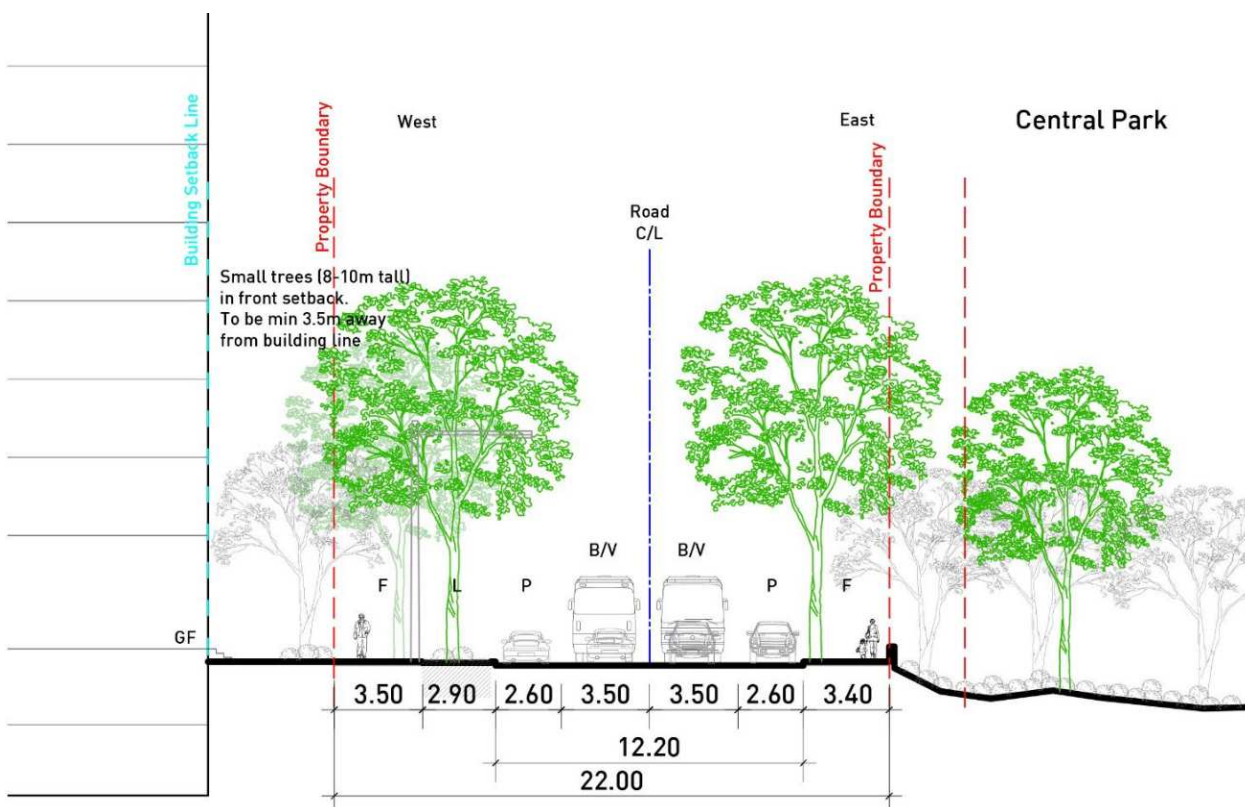 West
East
Central Park
Building Setback Line
Property Boundary
Property Boundary
Road
C/L
Small trees (8-10m tall)
in front setback.
To be min 3.5m away
from building line
B/V
B/V
F
L
P
P
F
GF
3.50
2.90
2.60
3.50
3.50
2.60
3.40
12.20
22.00